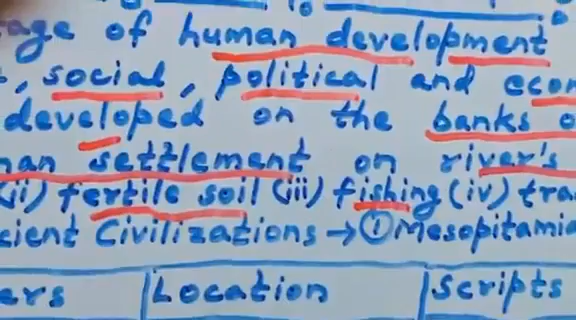 age of human development
, social, political and econ
developed on the banks o
man settlement on river's
(ii) fertile soil (iii) fishing (iv) tra
cient Civilizations → ① Mesopitamia
ers | Location | Scripts